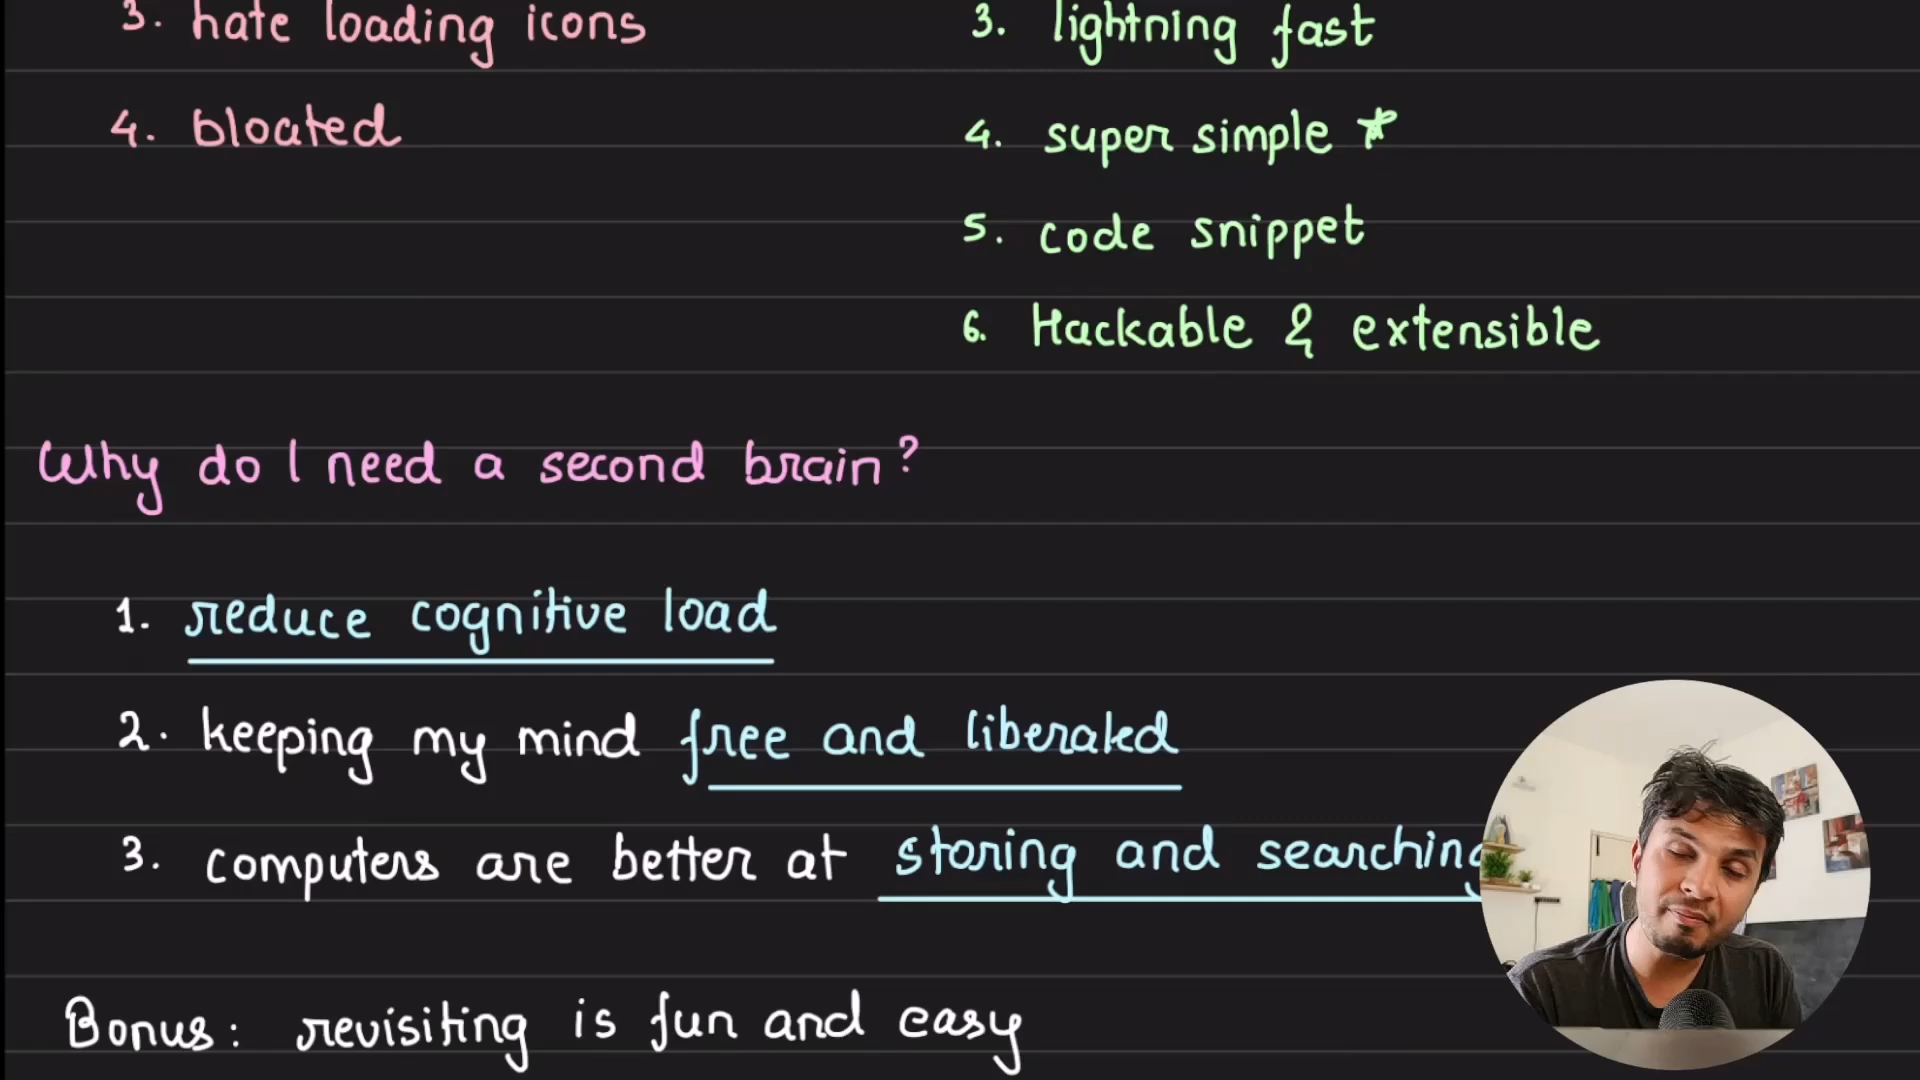 3. hate loading icons
4. bloated
3. lightning fast
4. super simple *
5. code snippet
6. Hackable & extensible
Why do I need a second brain?
1. reduce cognitive load
2. keeping my mind free and liberated
3. computers are better at storing and searching
Bonus: revisiting is fun and easy